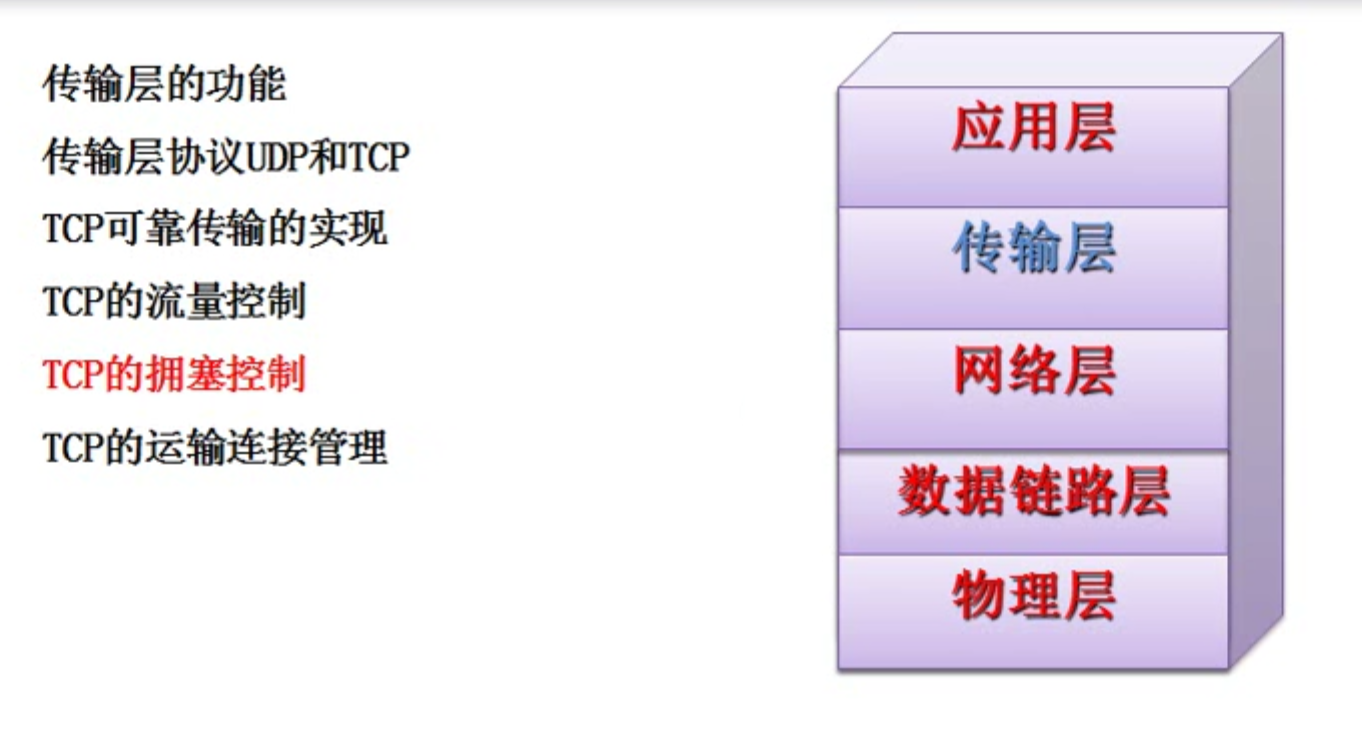 传输层的功能
传输层协议UDP和TCP
TCP可靠传输的实现
TCP的流量控制
TCP的拥塞控制
TCP的运输连接管理
应用层
传输层
网络层
数据链路层
物理层